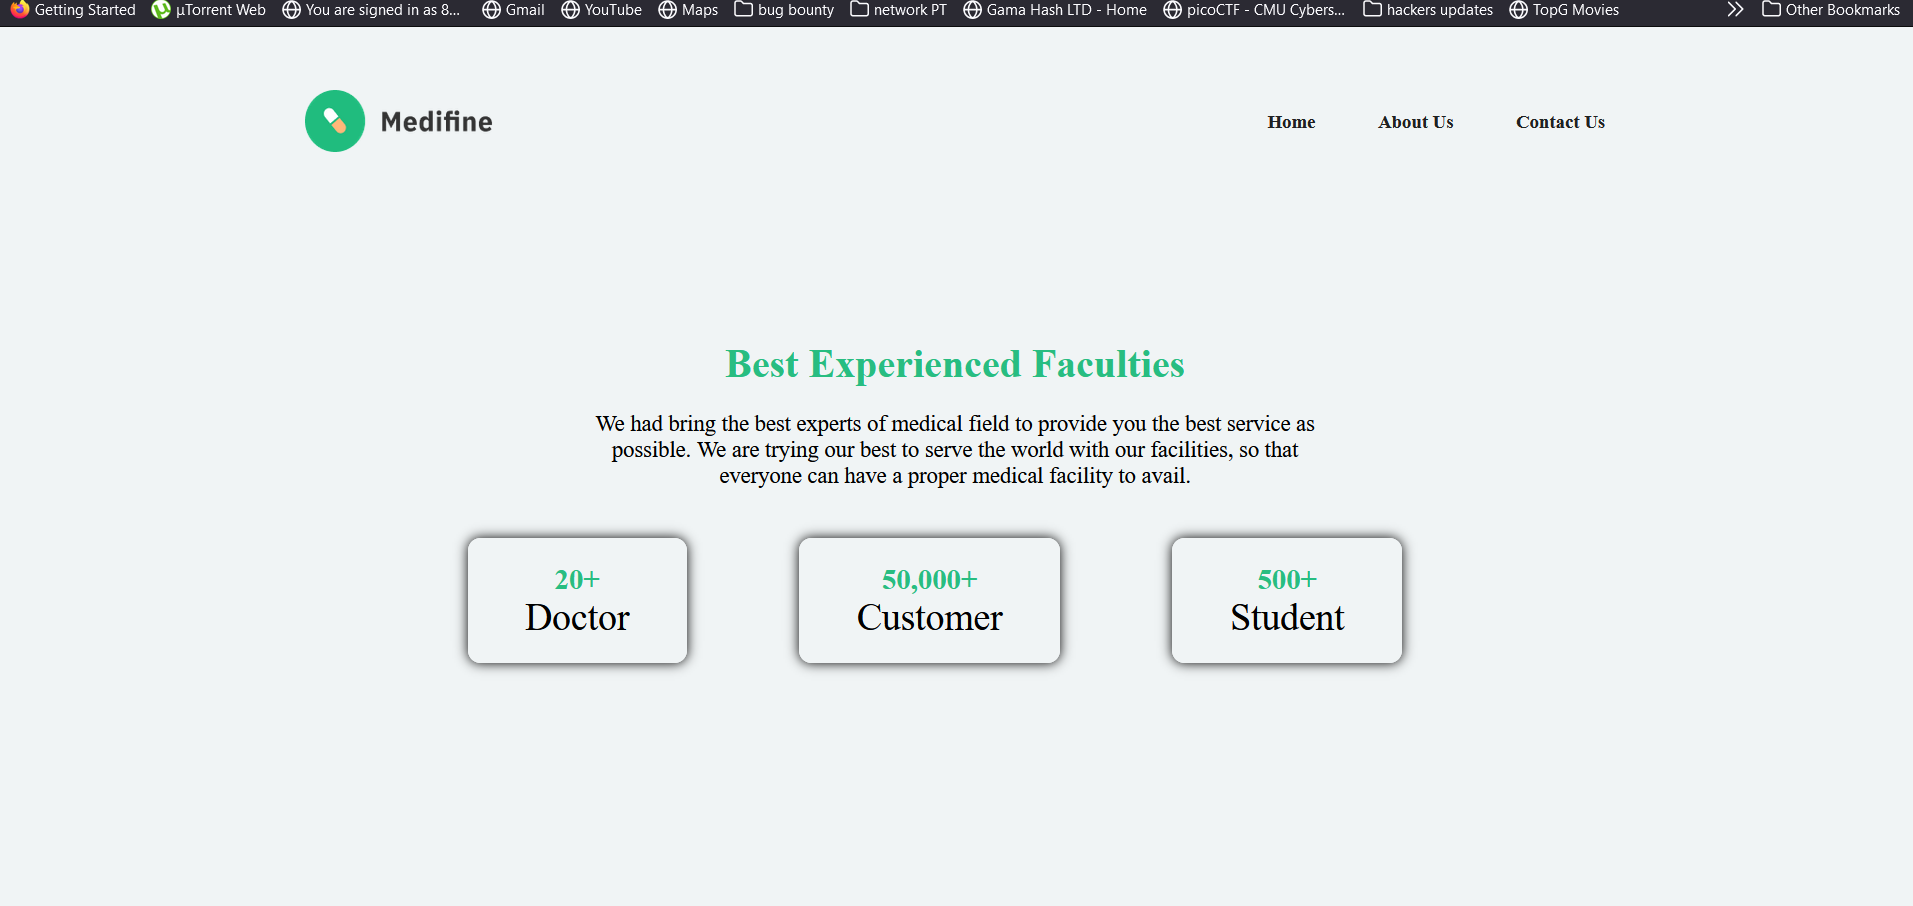 Getting Started µTorrent Web You are signed in as 8... Gmail YouTube Maps bug bounty network PT Gama Hash LTD - Home picoCTF - CMU Cybers... hackers updates TopG Movies Other Bookmarks
Medifine Home About Us Contact Us
Best Experienced Faculties
We had bring the best experts of medical field to provide you the best service as
possible. We are trying our best to serve the world with our facilities, so that
everyone can have a proper medical facility to avail.
20+
Doctor
50,000+
Customer
500+
Student